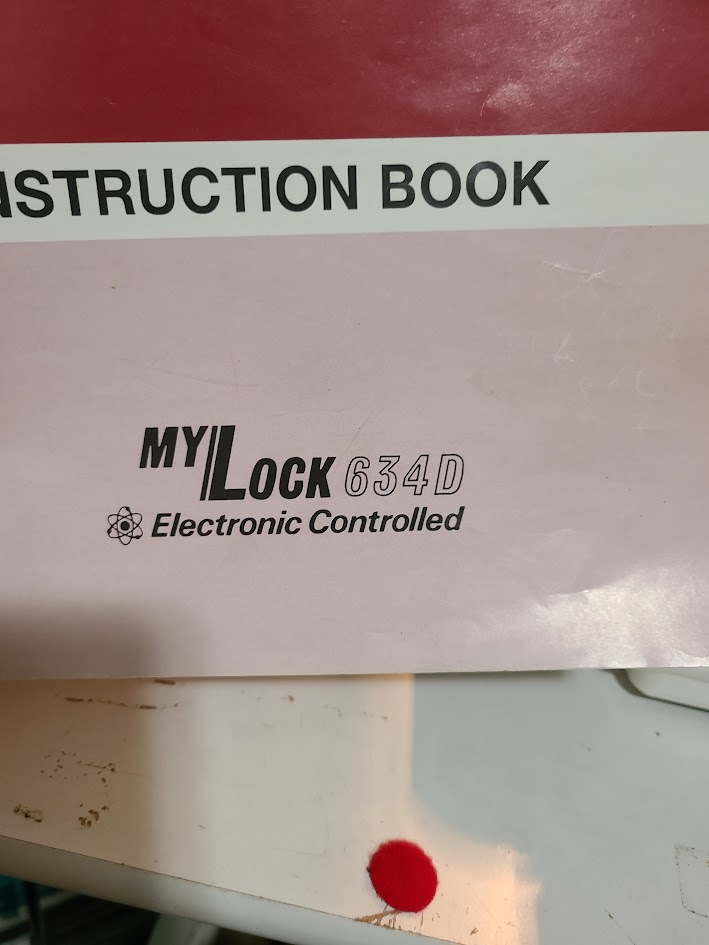 NSTRUCTION BOOK
MY LOCK 634D
Electronic Controlled